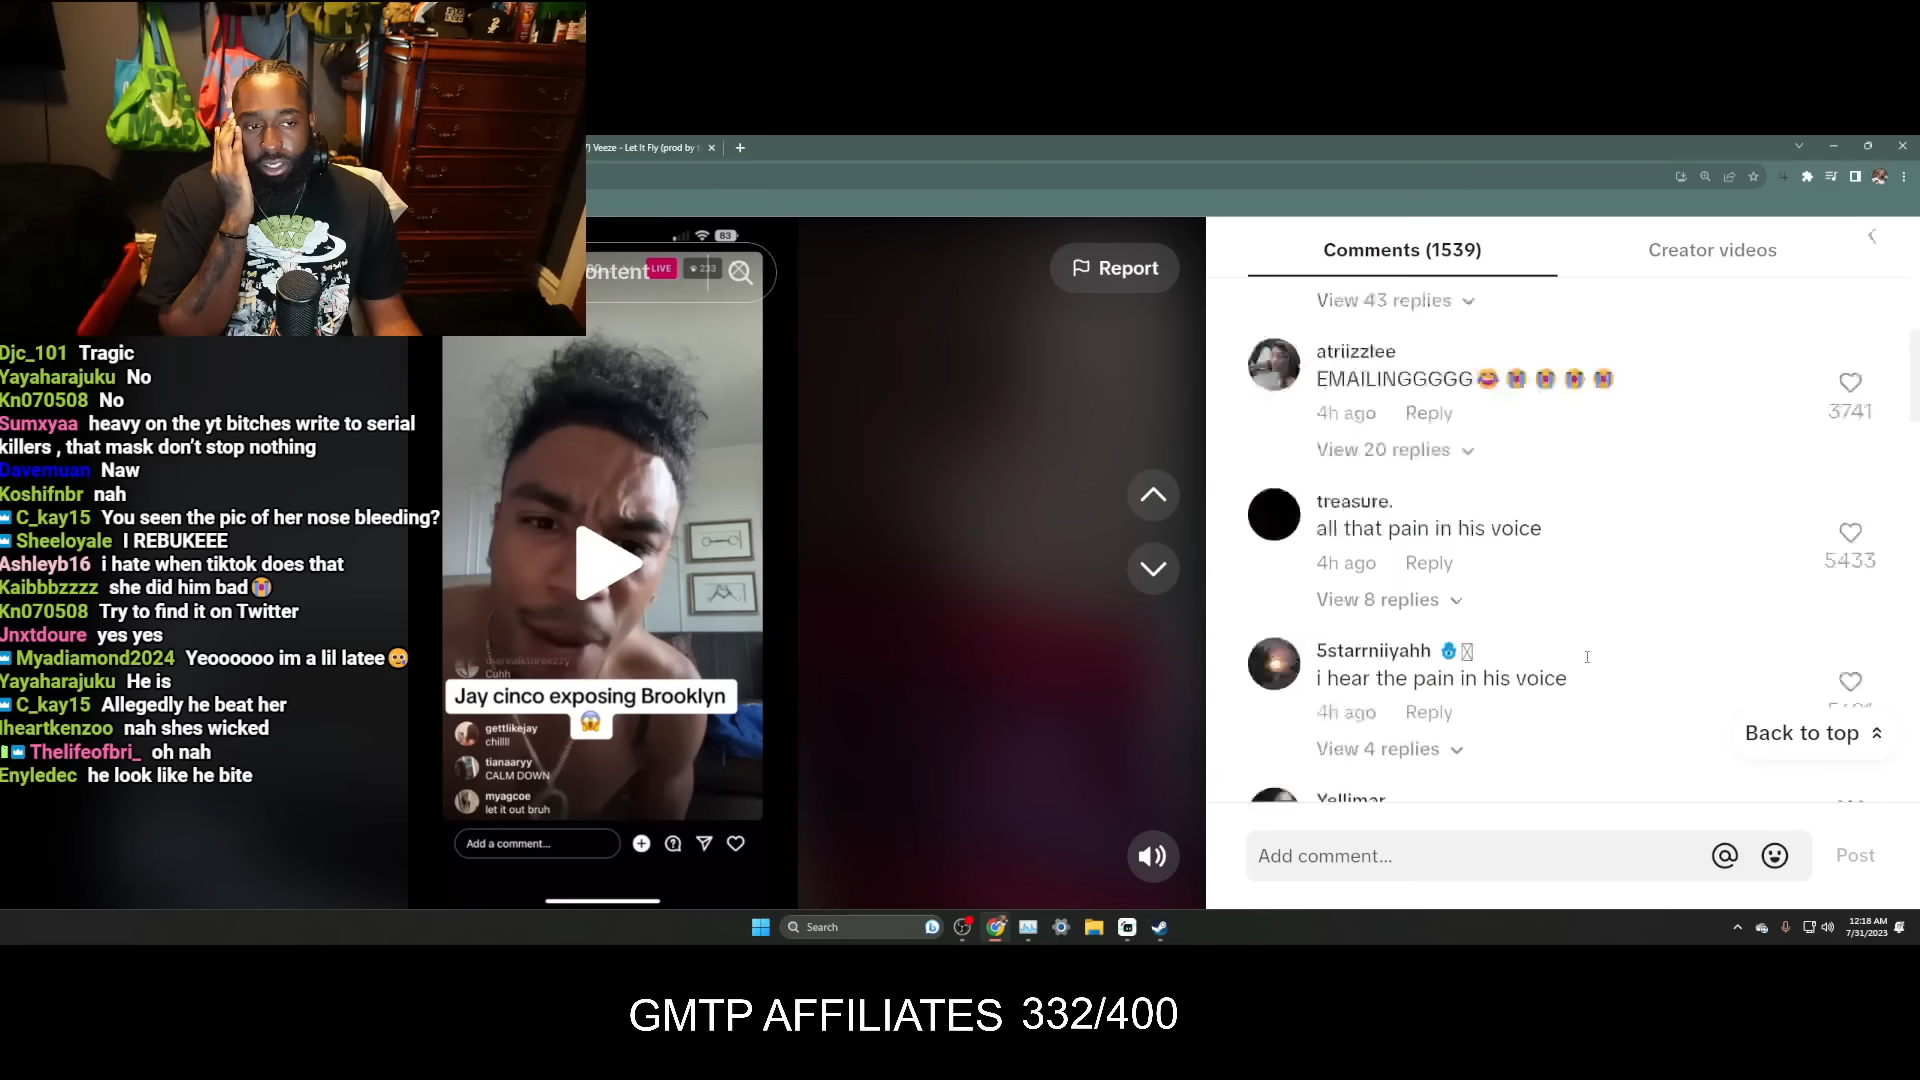 Veeze - Let It Fly (prod by
83
ontent
LIVE
233
Report
Comments (1539)
Creator videos
View 43 replies
atriizzlee
EMAILINGGGGG😂😭😭😭😭
4h ago Reply
3741
View 20 replies
treasure.
all that pain in his voice
4h ago Reply
5433
View 8 replies
5starrniiyahh
i hear the pain in his voice
4h ago Reply
View 4 replies
Back to top
Yellimar
Add comment...
Post
Djc_101 Tragic
Yayaharajuku No
Kn070508 No
Sumxyaa heavy on the yt bitches write to serial
killers , that mask don't stop nothing
Davemuan Naw
Koshifnbr nah
C_kay15 You seen the pic of her nose bleeding?
Sheeloyale I REBUKEEE
Ashleyb16 i hate when tiktok does that
Kaibbbzzzz she did him bad😭
Kn070508 Try to find it on Twitter
Jnxtdoure yes yes
Myadiamond2024 Yeoooooo im a lil latee
Yayaharajuku He is
C_kay15 Allegedly he beat her
Iheartkenzoo nah shes wicked
Thelifeofbri_ oh nah
Enyledec he look like he bite
therealkthreezzy
Cuhh
Jay cinco exposing Brooklyn
😱
gettlikejay
chillll
tianaaryy
CALM DOWN
myagcoe
let it out bruh
Add a comment...
Search
12:18 AM
7/31/2023
GMTP AFFILIATES 332/400